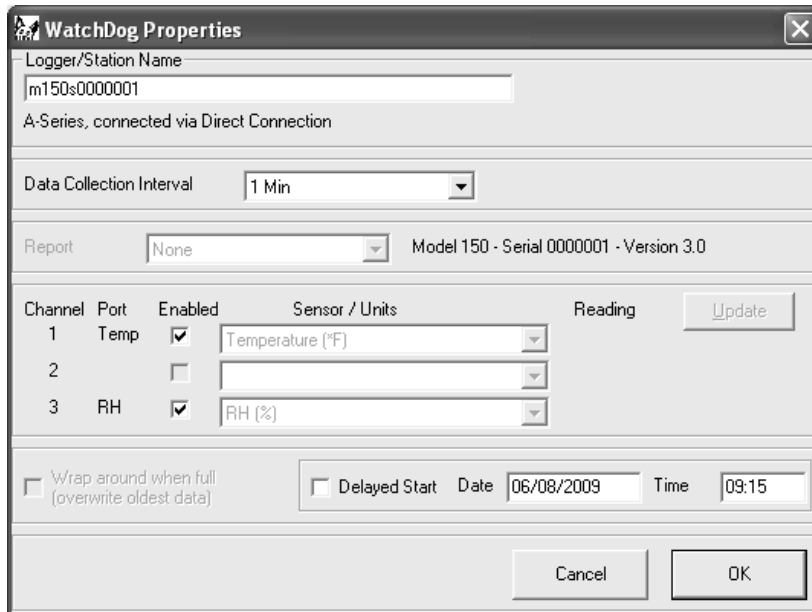 WatchDog Properties
Logger/Station Name
m150s0000001
A-Series, connected via Direct Connection
Data Collection Interval 1 Min
Report None Model 150 - Serial 0000001 - Version 3.0
Channel Port Enabled Sensor / Units Reading Update
1 Temp Temperature (*F)
2
3 RH RH (%)
Wrap around when full
(overwrite oldest data)
Delayed Start Date 06/08/2009 Time 09:15
Cancel OK